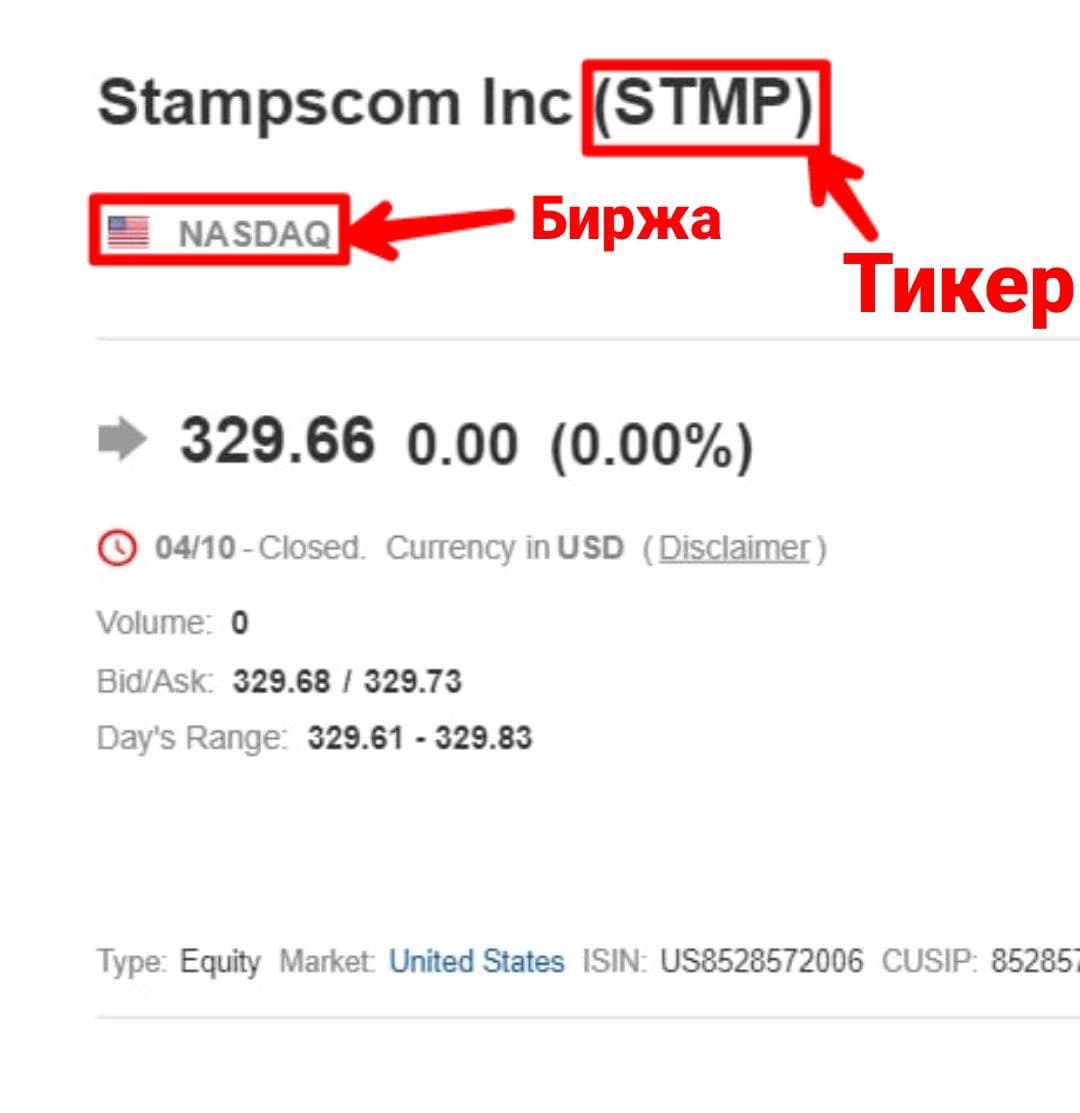 Stampscom Inc (STMP)
NASDAQ
Биржа
Тикер
329.66 0.00 (0.00%)
04/10 - Closed. Currency in USD ( Disclaimer )
Volume: 0
Bid/Ask: 329.68 / 329.73
Day's Range: 329.61 - 329.83
Type: Equity Market: United States ISIN: US8528572006 CUSIP: 852857